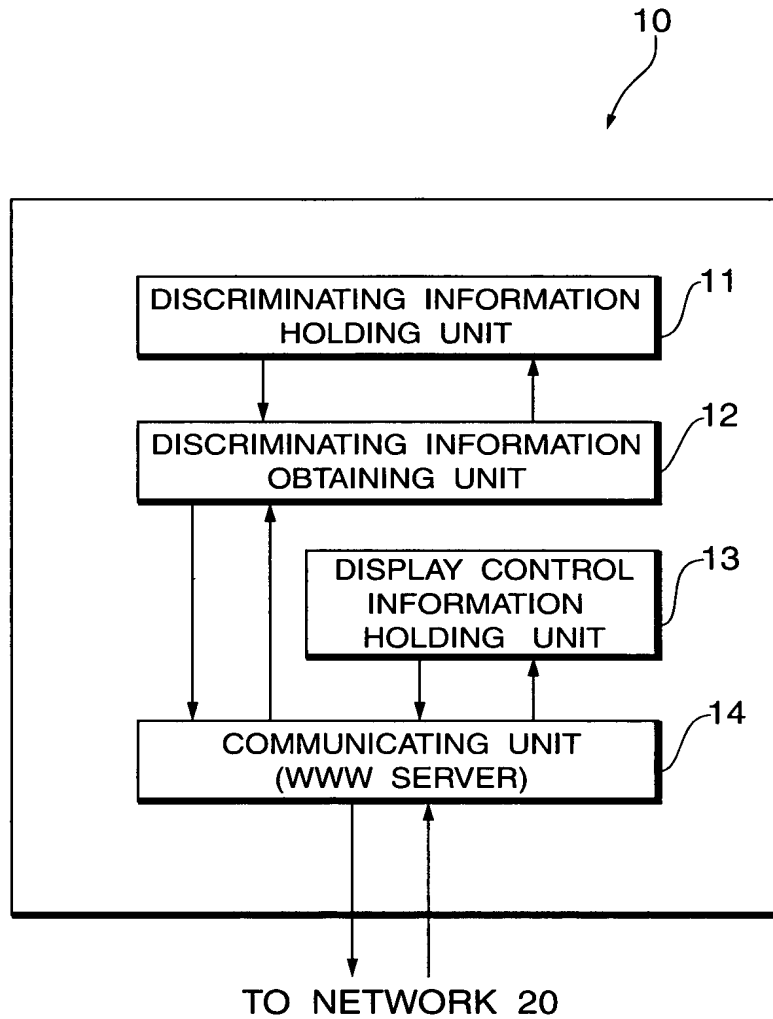 10
DISCRIMINATING INFORMATION
HOLDING UNIT
11
DISCRIMINATING INFORMATION
OBTAINING UNIT
12
DISPLAY CONTROL
INFORMATION
HOLDING UNIT
13
COMMUNICATING UNIT
(WWW SERVER)
14
TO NETWORK 20